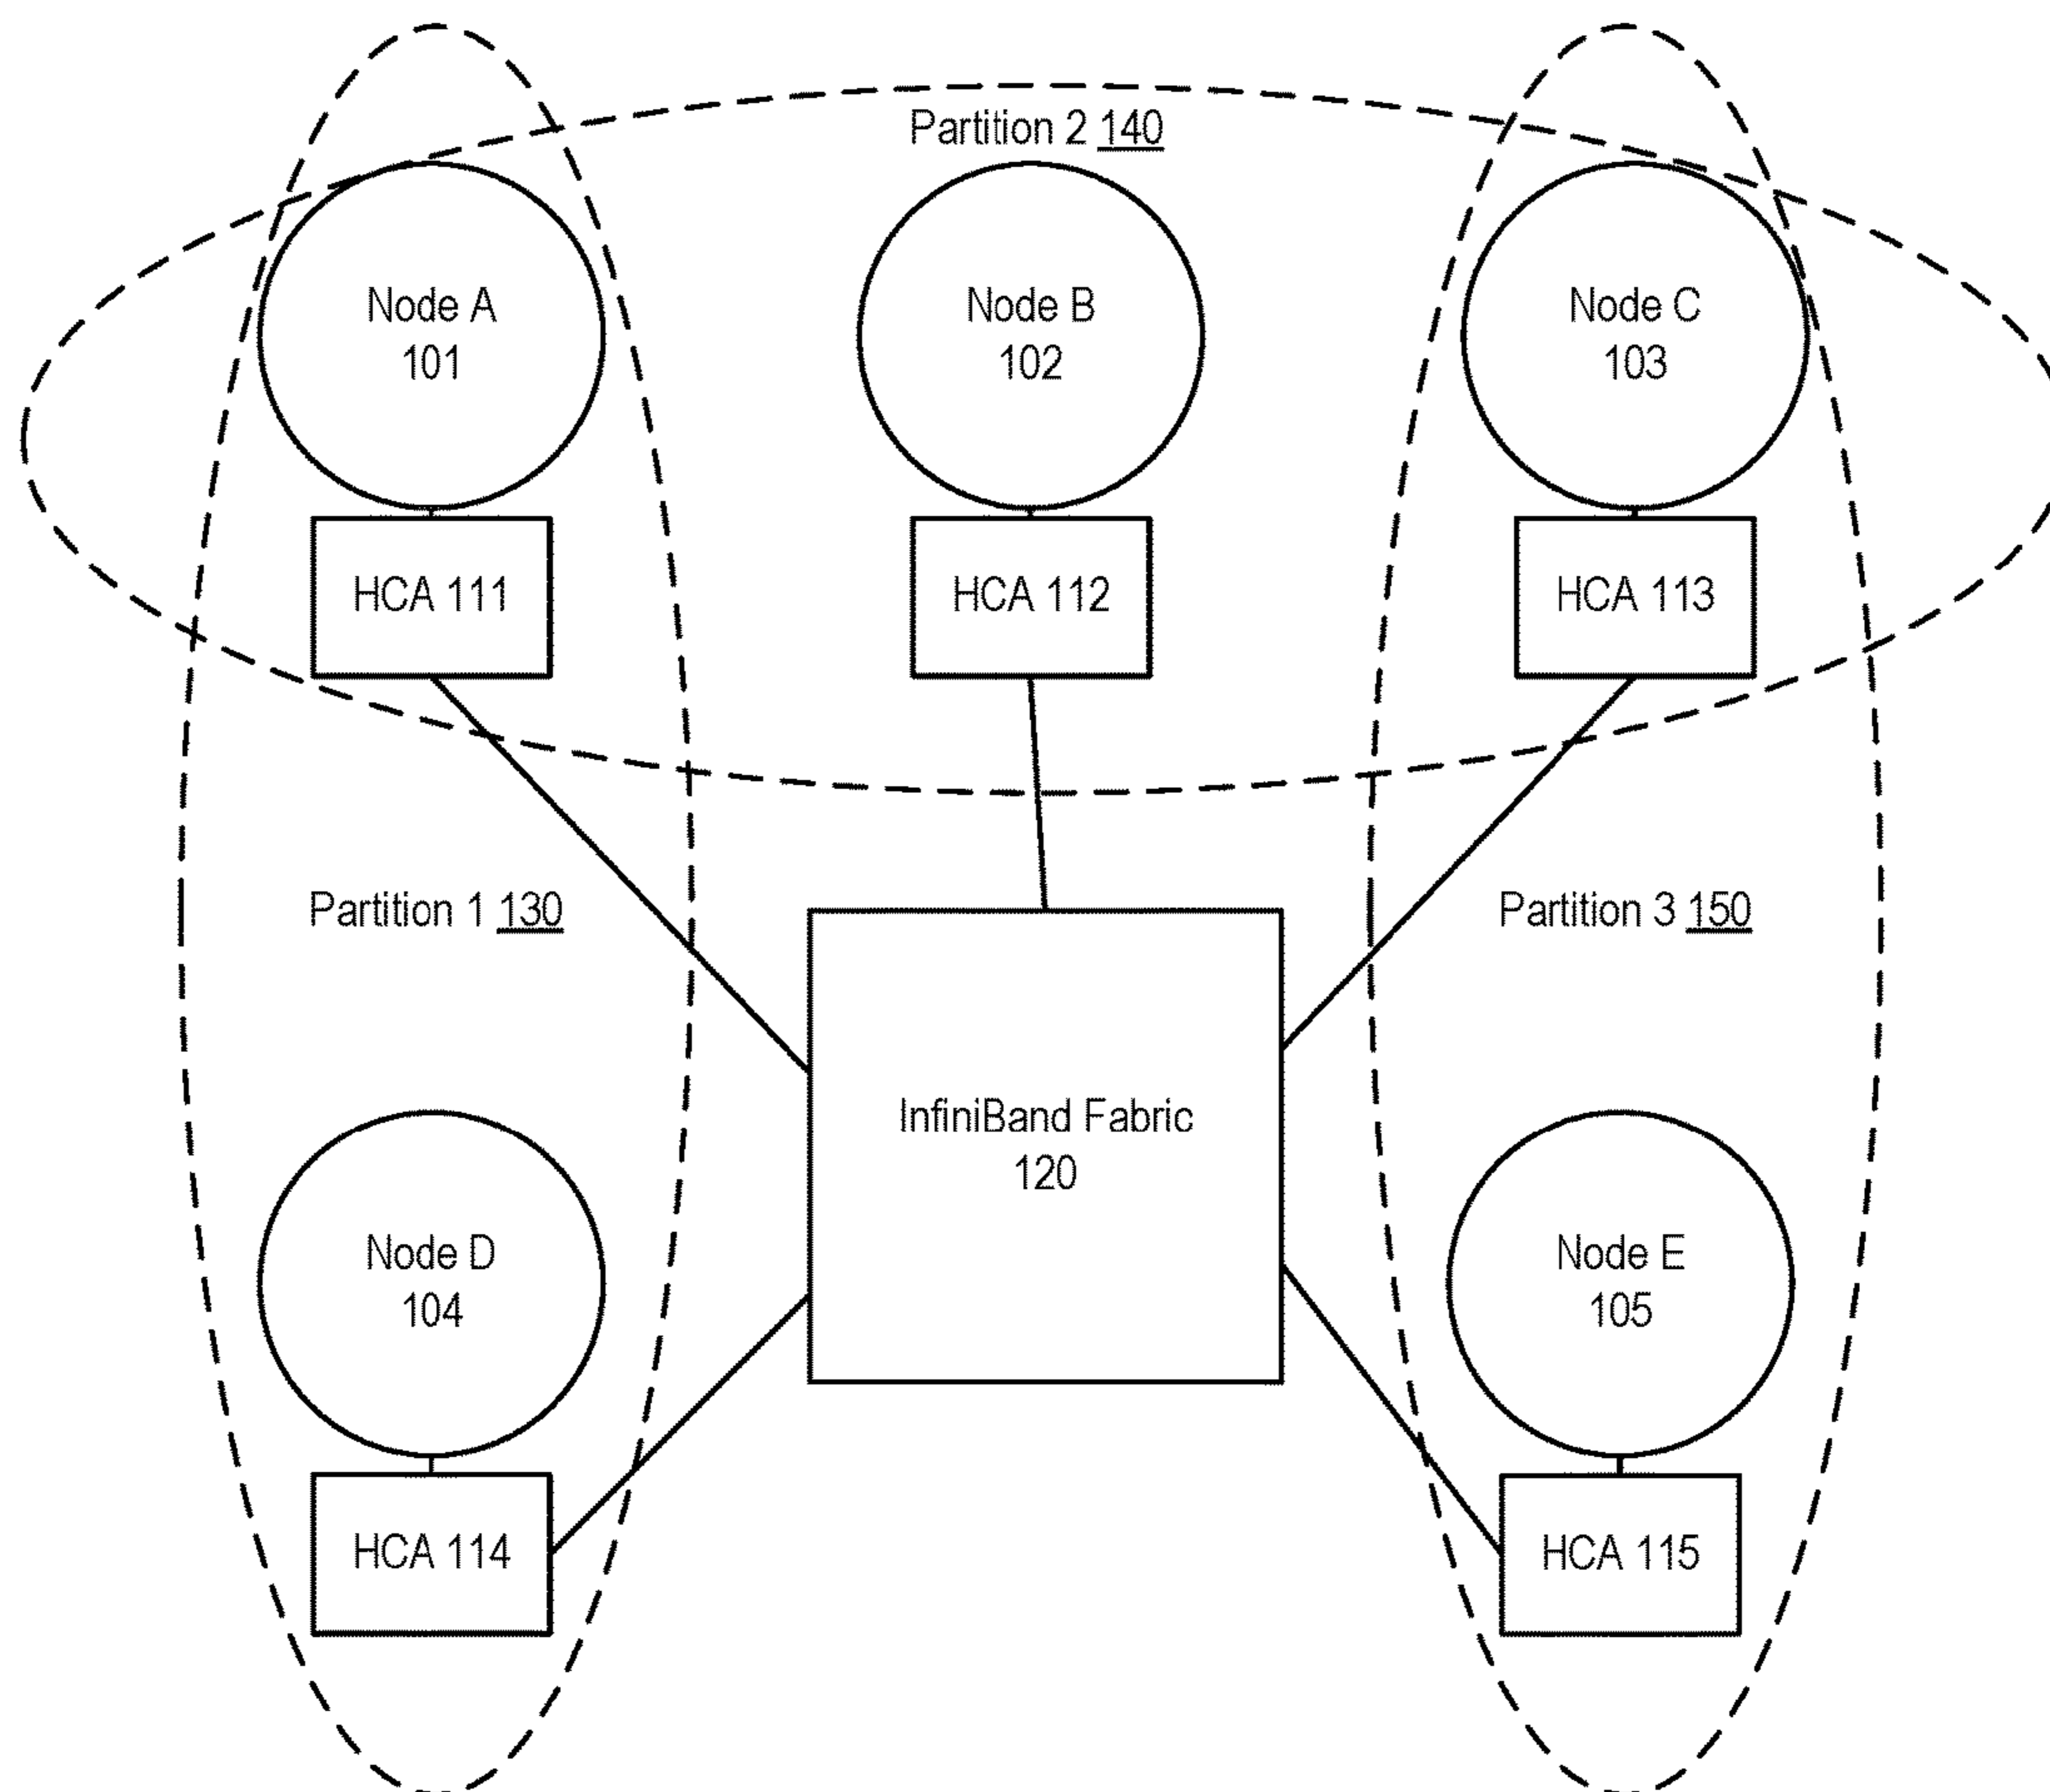 Partition 2 140
Node A
101
Node B
102
Node C
103
HCA 111
HCA 112
HCA 113
Partition 1 130
Partition 3 150
InfiniBand Fabric
120
Node D
104
Node E
105
HCA 114
HCA 115